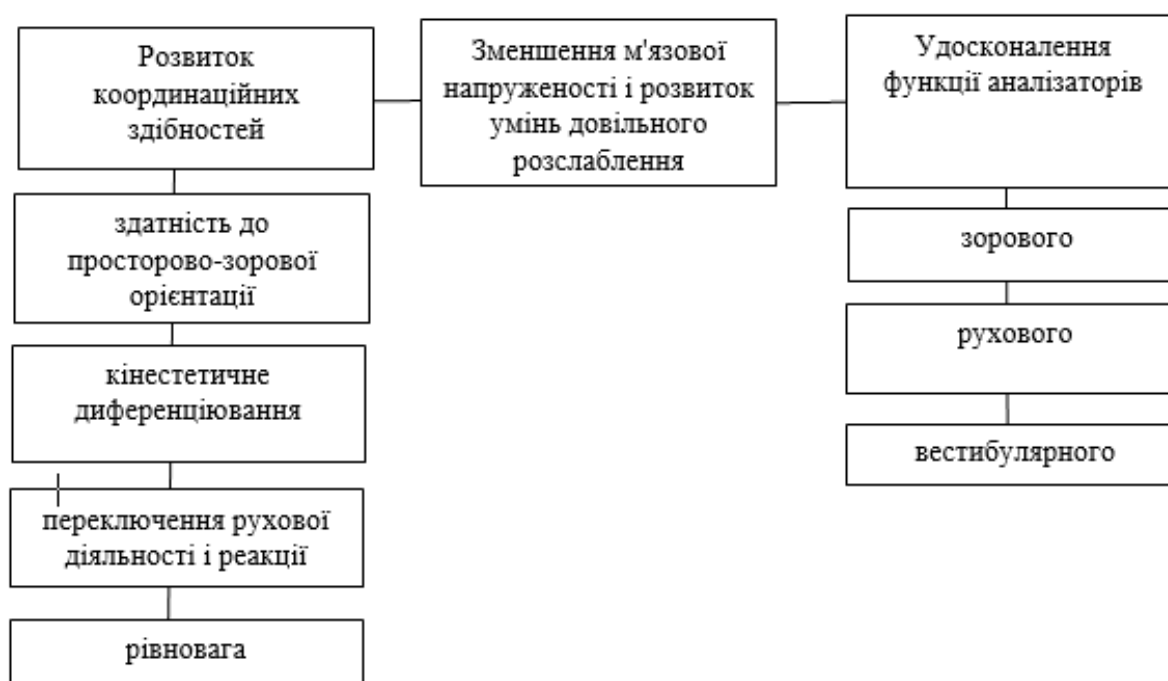 Розвиток
координаційних
здібностей
здатність до
просторово-зорової
орієнтації
кінестетичне
диференціювання
переключення рухової
діяльності і реакції
рівновага
Зменшення м'язової
напруженості і розвиток
умінь довільного
розслаблення
Удосконалення
функції аналізаторів
зорового
рухового
вестибулярного